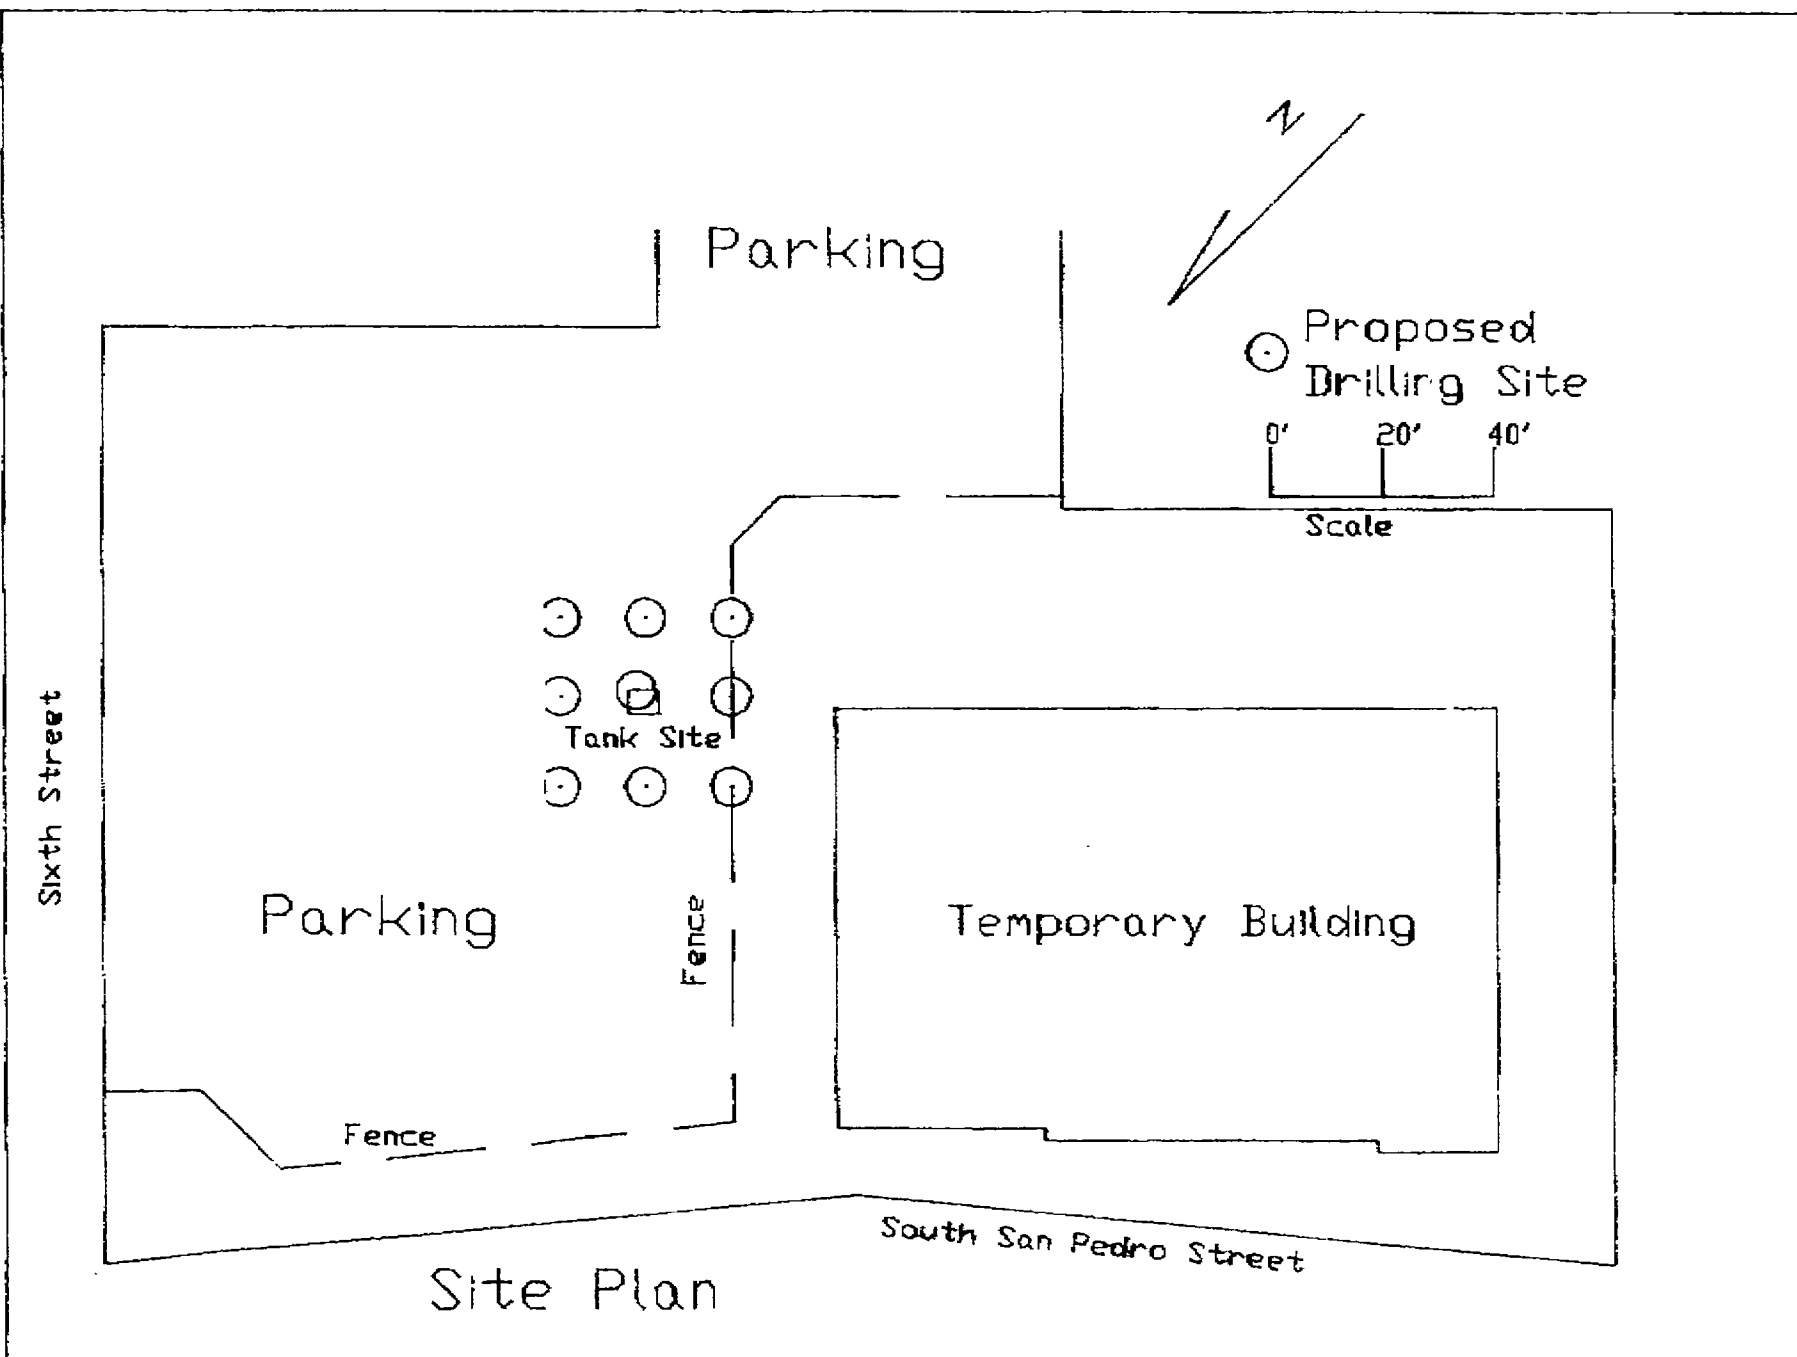 N
Parking
Proposed
Drilling Site
0' 20' 40'
Scale
Tank Site
Sixth Street
Parking
Fence
Temporary Building
Fence
South San Pedro Street
Site Plan